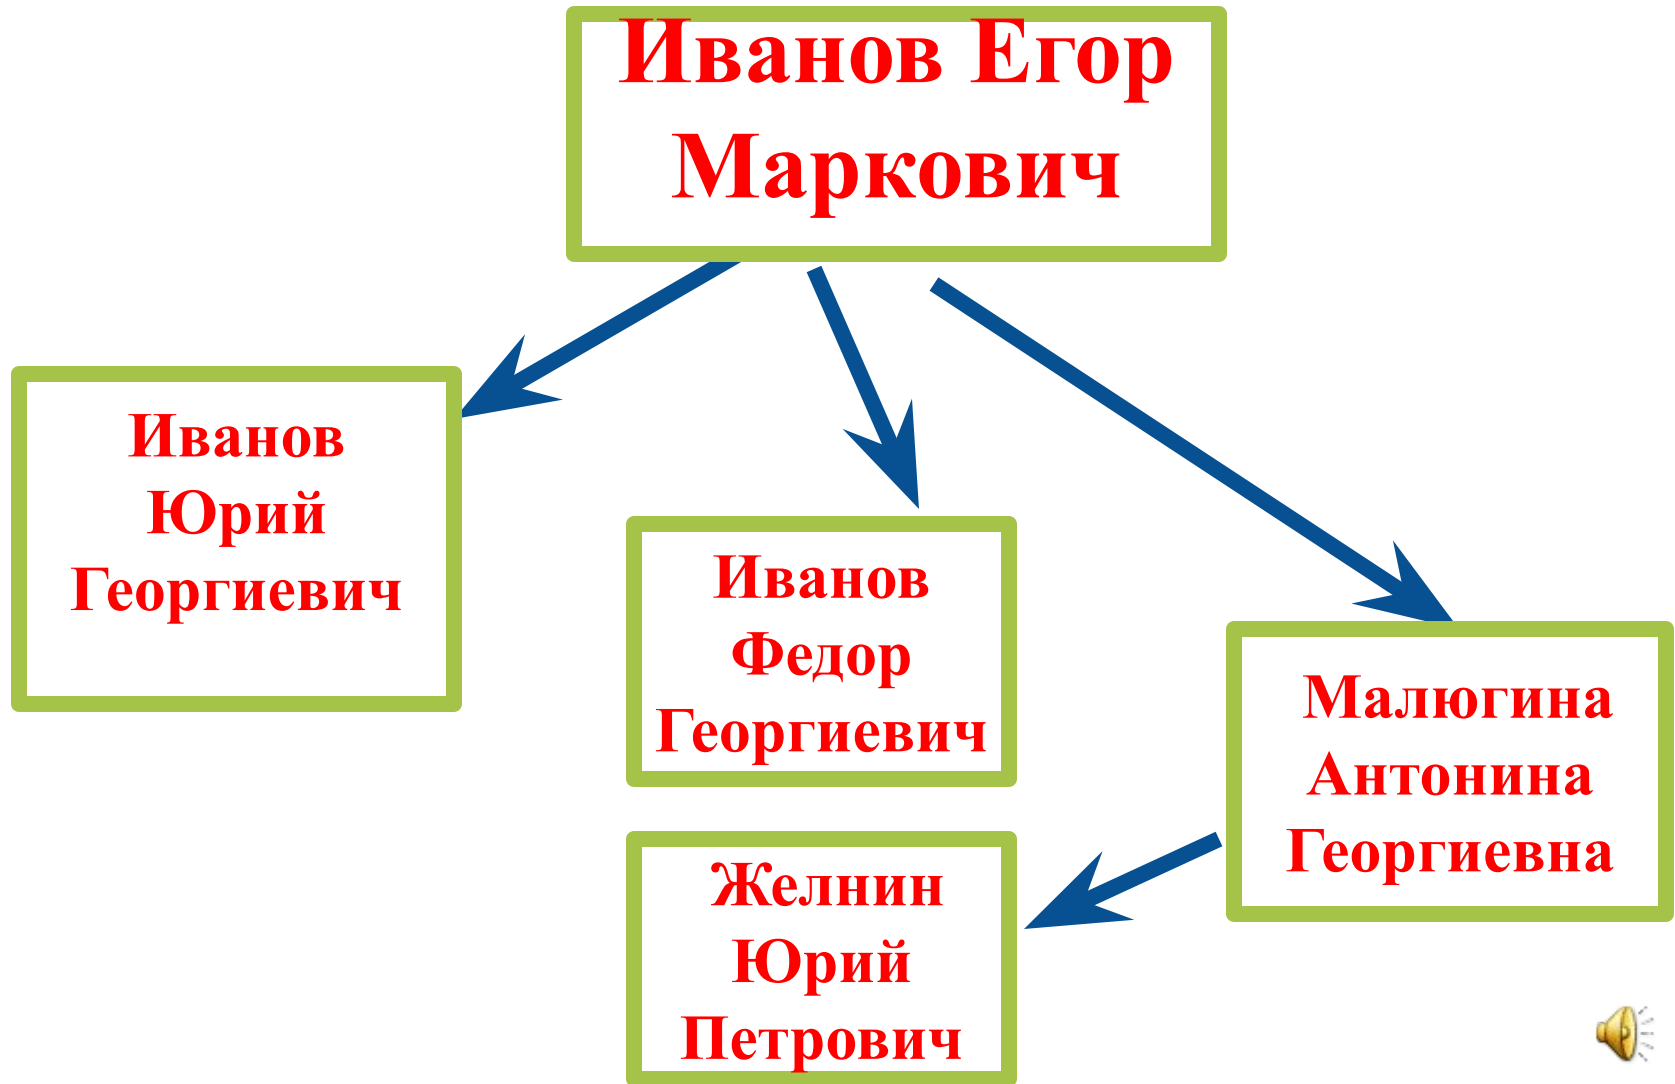 Иванов Егор
Маркович
Иванов
Юрий
Георгиевич
Иванов
Федор
Георгиевич
Малюгина
Антонина
Георгиевна
Желнин
Юрий
Петрович